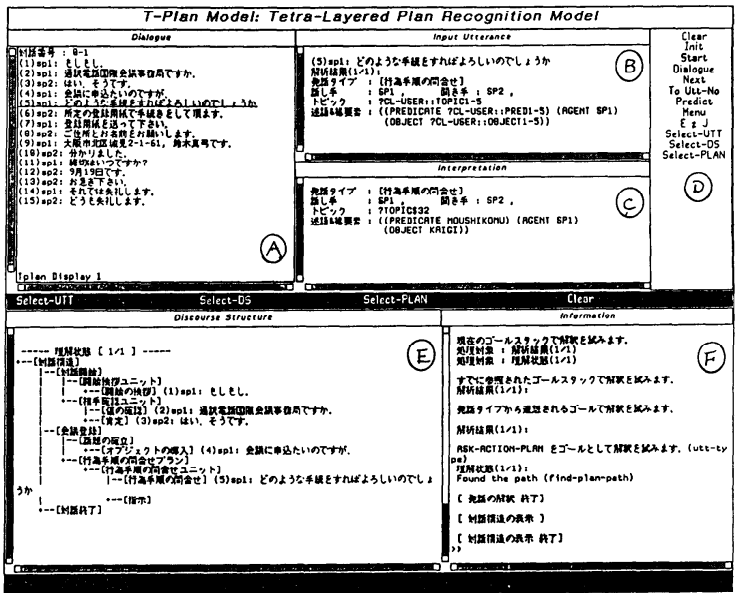 T-Plan Model: Tetra-Layered Plan Recognition Model
Dialogue
対話番号 : 0-1
(1)sp1: もしもし。
(2)sp1: 通訳電話国際会議事務局ですか。
(3)sp2: はい、そうです。
(4)sp1: 会議に申込たいのですが。
(5)sp1: どのような手続をすればよろしいのでしょうか
(6)sp2: 所定の登録用紙で手続きをして頂ます。
(7)sp1: 登録用紙を送って下さい。
(8)sp2: ご住所とお名前をお願いします。
(9)sp1: 大阪市北区城見2-1-61, 鈴木真弓です。
(10)sp2: 分かりました。
(11)sp1: 締切はいつですか?
(12)sp2: 9月19日です。
(13)sp2: お急ぎ下さい。
(14)sp1: それでは失礼します。
(15)sp2: どうも失礼します。
A
Tplan Display 1
Input Utterance
(5)sp1: どのような手続をすればよろしいのでしょうか
解析結果(1/1):
発話タイプ : [行為手順の問合せ]
話し手 : SP1 , 聞き手 : SP2 ,
トピック : ?CL-USER::TOPIC1-5
述語&補要素 : ((PREDICATE ?CL-USER::PRED1-5) (AGENT SP1)
(OBJECT ?CL-USER::OBJECT1-5))
B
Interpretation
発話タイプ : [行為手順の問合せ]
話し手 : SP1 , 聞き手 : SP2 ,
トピック : ?TOPIC$32
述語&補要素 : ((PREDICATE MOUSHIKOMU) (AGENT SP1)
(OBJECT KAIGI))
C
Clear
Init
Start
Dialogue
Next
To Utt-No
Predict
Menu
E & J
Select-UTT
Select-DS
Select-PLAN
D
Select-UTT Select-DS Select-PLAN Clear
Discourse Structure
------ 理解状態 [ 1/1 ] ------
+---[対話構造]
|---[対話開始]
|---[開始挨拶ユニット]
+---[開始の挨拶] (1)sp1: もしもし。
+---[相手確認ユニット]
|---[値の確認] (2)sp1: 通訳電話国際会議事務局ですか。
+---[肯定] (3)sp2: はい、そうです。
|---[会議登録]
|---[話題の確立]
+---[オブジェクトの導入] (4)sp1: 会議に申込たいのですが。
+---[行為手順の問合せプラン]
+---[行為手順の問合せユニット]
|---[行為手順の問合せ] (5)sp1: どのような手続をすればよろしいのでしょ
うか
+---[指示]
+---[対話終了]
E
Information
現在のゴールスタックで解釈を試みます。
処理対象 : 解析結果(1/1)
処理対象 : 理解状態(1/1)
すでに参照されたゴールスタックで解釈を試みます。
解析結果(1/1):
発話タイプから連想されるゴールで解釈を試みます。
解析結果(1/1):
ASK-ACTION-PLAN をゴールとして解釈を試みます。(utt-ty
pe)
理解状態(1/1):
Found the path (find-plan-path)
[ 発話の解釈 終了]
[ 対話構造の表示 ]
[ 対話構造の表示 終了]
>>
F